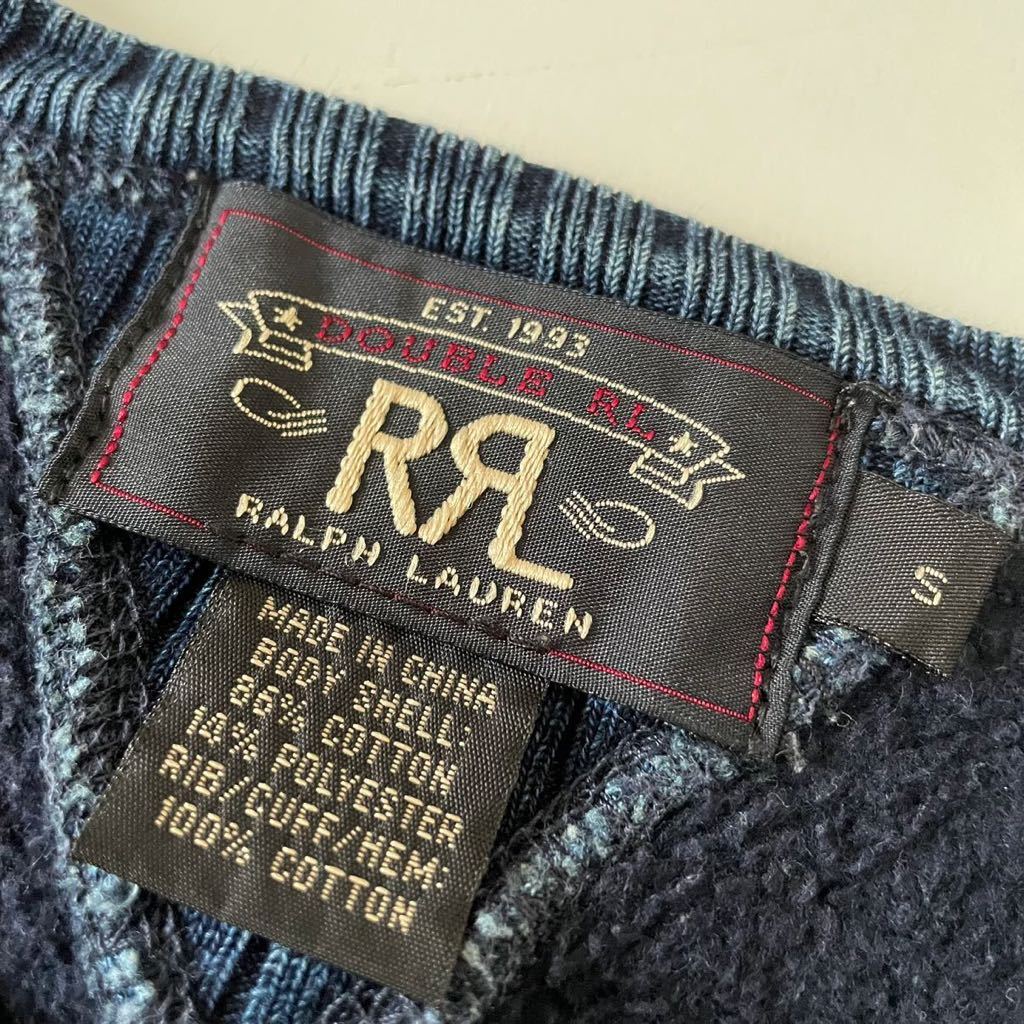 EST. 1993
DOUBLE RL
RRL
RALPH LAUREN
S
MADE IN CHINA
BODY SHELL:
86% COTTON
14% POLYESTER
RIB/CUFF/HEM:
100% COTTON